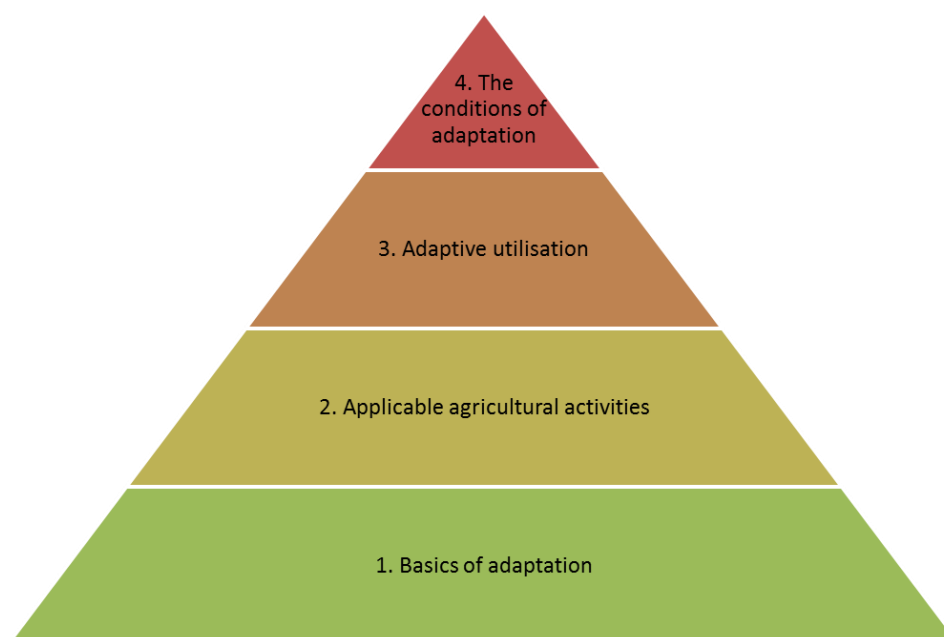 4. The
conditions of
adaptation
3. Adaptive utilisation
2. Applicable agricultural activities
1. Basics of adaptation